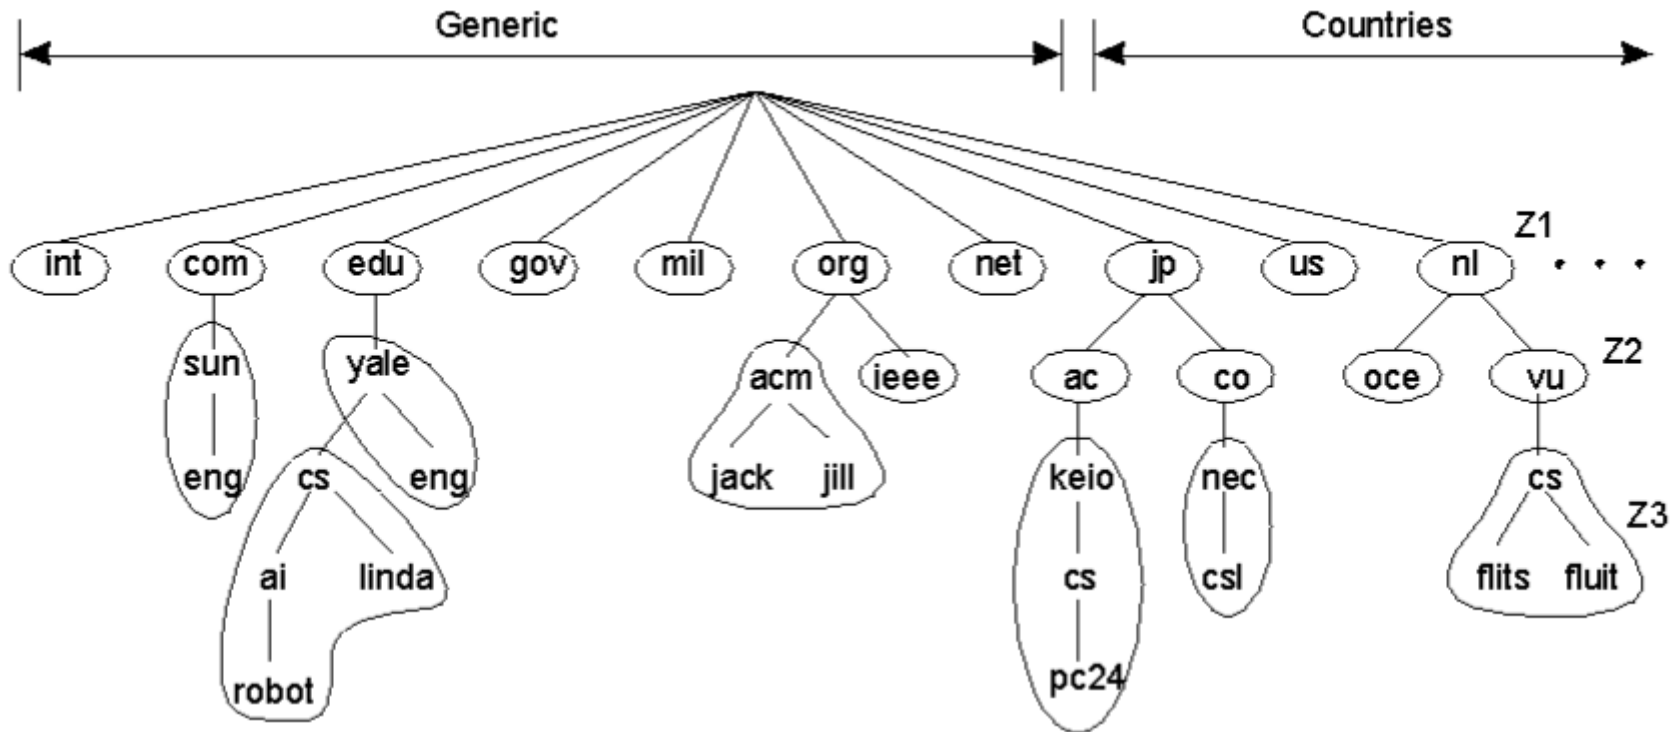 Generic Countries
Z1
int com edu gov mil org net jp us nl . . .
Z2
sun yale acm ieee ac co oce vu
eng cs eng jack jill keio nec cs
Z3
ai linda cs csl flits fluit
robot pc24